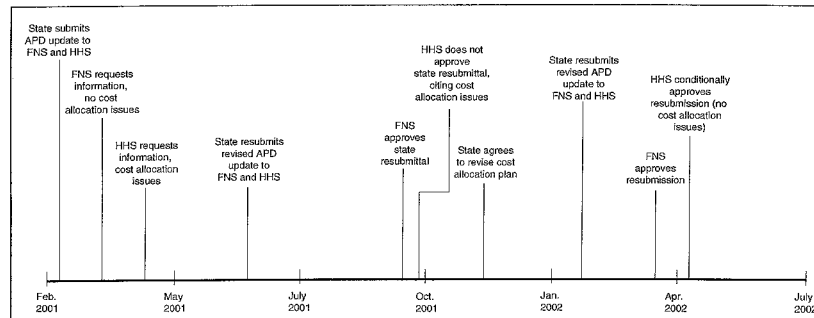 State submits
APD update to
FNS and HHS
FNS requests
information,
no cost
allocation issues
HHS requests
information,
cost allocation
issues
State resubmits
revised APD
update to
FNS and HHS
FNS
approves
state
resubmittal
HHS does not
approve
state resubmittal,
citing cost
allocation issues
State agrees
to revise cost
allocation plan
State resubmits
revised APD
update to
FNS and HHS
FNS
approves
resubmission
HHS conditionally
approves
resubmission (no
cost allocation
issues)
Feb.
2001
May
2001
July
2001
Oct.
2001
Jan.
2002
Apr.
2002
July
2002